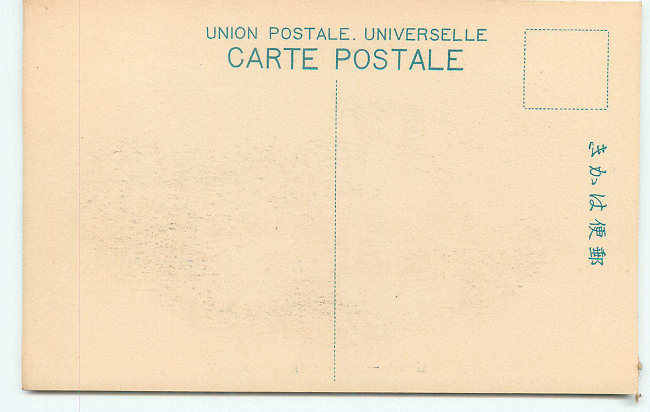 UNION POSTALE. UNIVERSELLE
CARTE POSTALE
郵便はかき